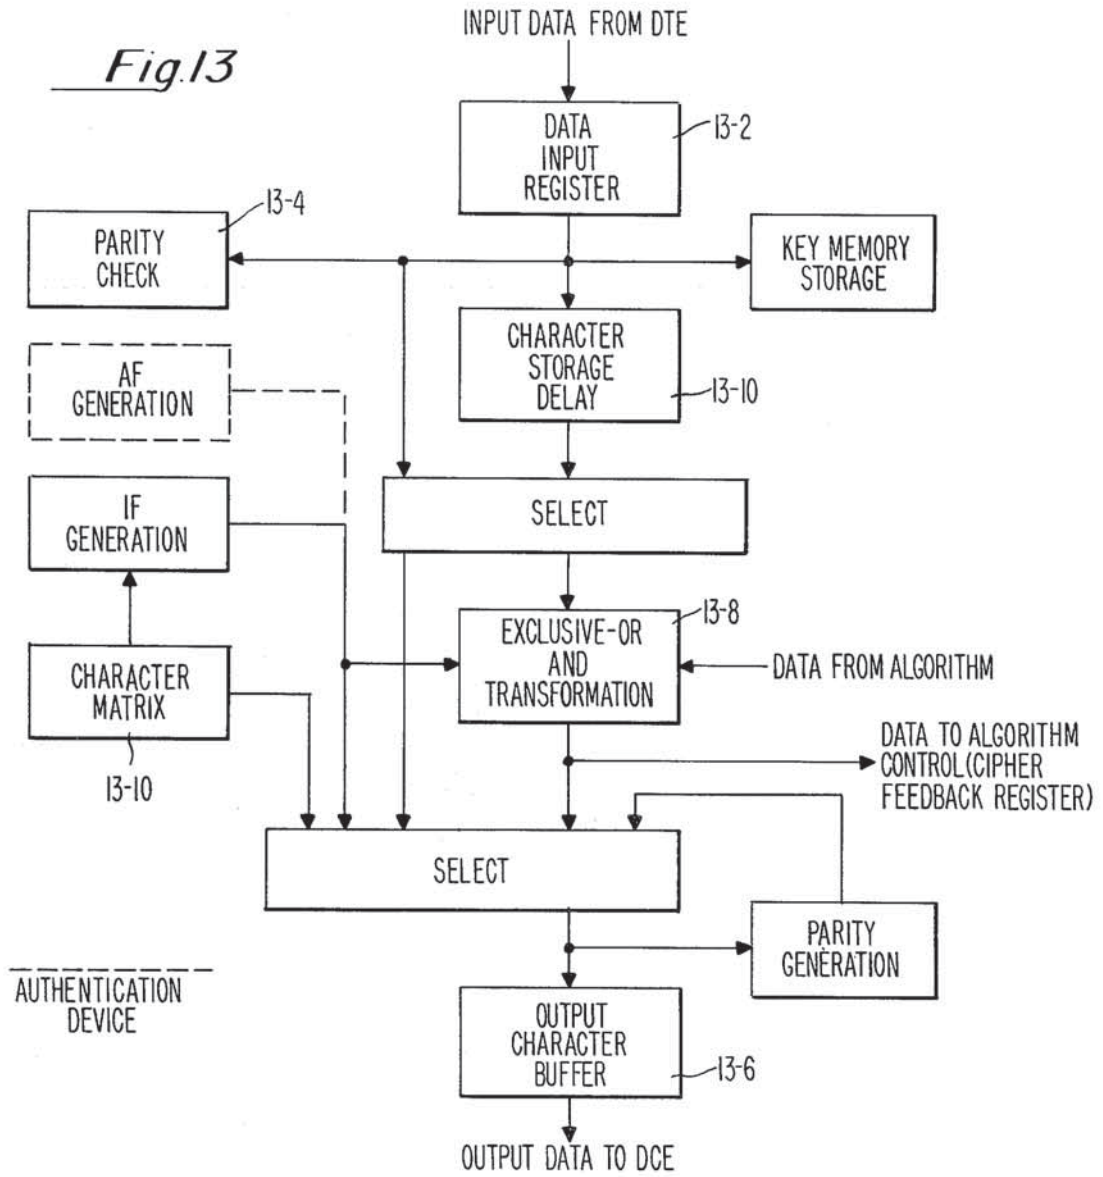 INPUT DATA FROM DTE
Fig.13
DATA
INPUT
REGISTER
13-2
13-4
PARITY
CHECK
KEY MEMORY
STORAGE
CHARACTER
STORAGE
DELAY
13-10
AF
GENERATION
IF
GENERATION
SELECT
13-8
EXCLUSIVE-OR
AND
TRANSFORMATION
DATA FROM ALGORITHM
CHARACTER
MATRIX
13-10
DATA TO ALGORITHM
CONTROL(CIPHER
FEEDBACK REGISTER)
SELECT
PARITY
GENERATION
AUTHENTICATION
DEVICE
OUTPUT
CHARACTER
BUFFER
13-6
OUTPUT DATA TO DCE